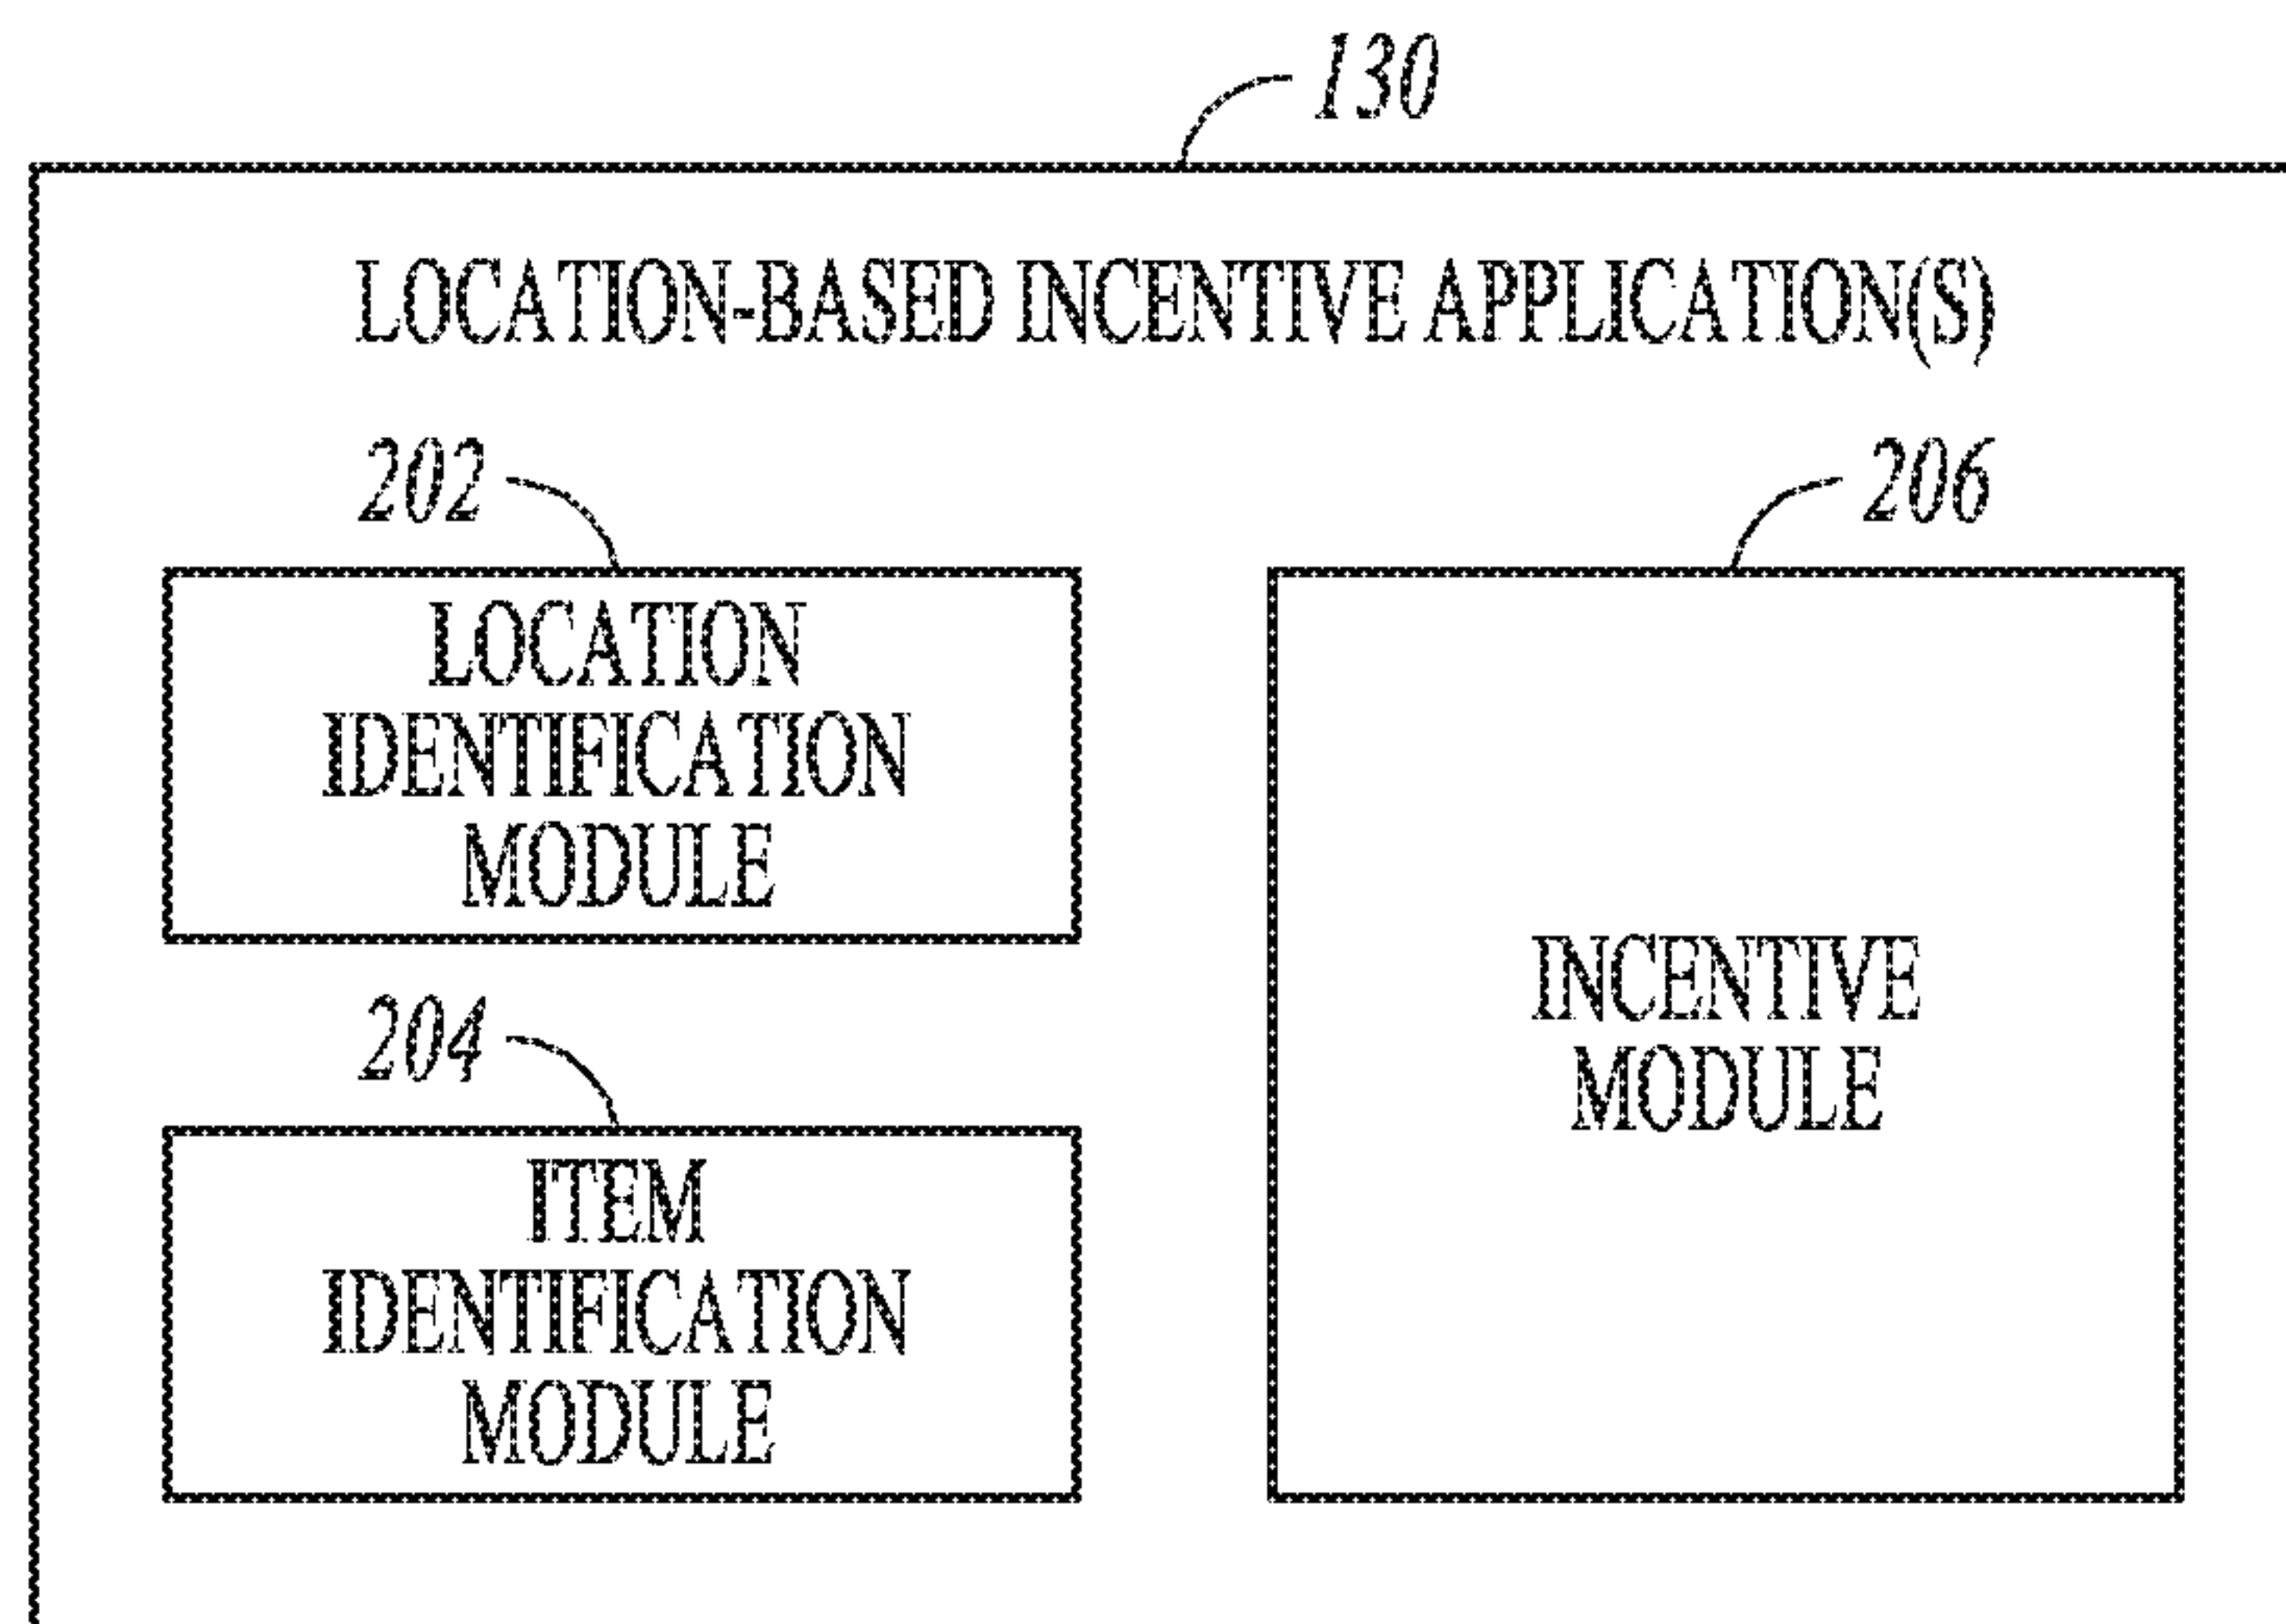 130
LOCATION-BASED INCENTIVE APPLICATION(S)
202
LOCATION
IDENTIFICATION
MODULE
204
ITEM
IDENTIFICATION
MODULE
206
INCENTIVE
MODULE